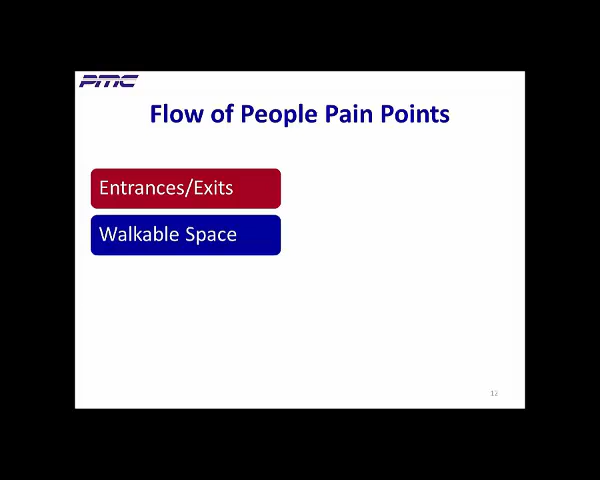 PMC
Flow of People Pain Points
Entrances/Exits
Walkable Space
12